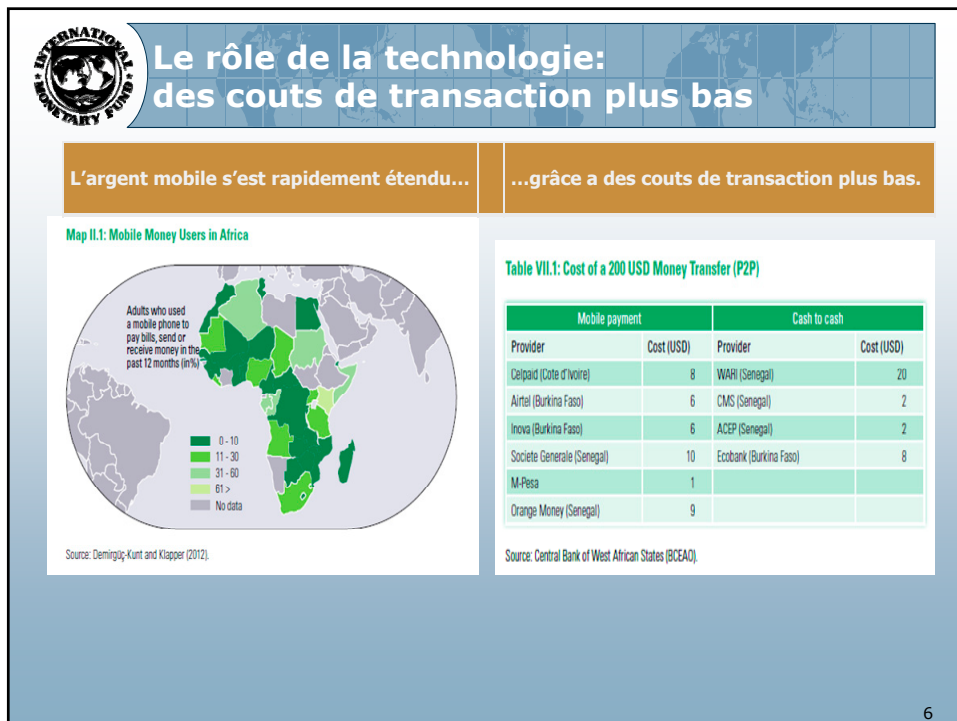 INTERNATIONAL
MONETARY FUND
Le rôle de la technologie:
des couts de transaction plus bas
L’argent mobile s’est rapidement étendu…
…grâce a des couts de transaction plus bas.
Map II.1: Mobile Money Users in Africa
Adults who used
a mobile phone to
pay bills, send or
receive money in the
past 12 months (in%)
0 - 10
11 - 30
31 - 60
61 >
No data
Source: Demirgüç-Kunt and Klapper (2012).
Table VII.1: Cost of a 200 USD Money Transfer (P2P)
Mobile payment Cash to cash
Provider Cost (USD) Provider Cost (USD)
Celpaid (Cote d’Ivoire) 8 WARI (Senegal) 20
Airtel (Burkina Faso) 6 CMS (Senegal) 2
Inova (Burkina Faso) 6 ACEP (Senegal) 2
Societe Generale (Senegal) 10 Ecobank (Burkina Faso) 8
M-Pesa 1
Orange Money (Senegal) 9
Source: Central Bank of West African States (BCEAO).
6